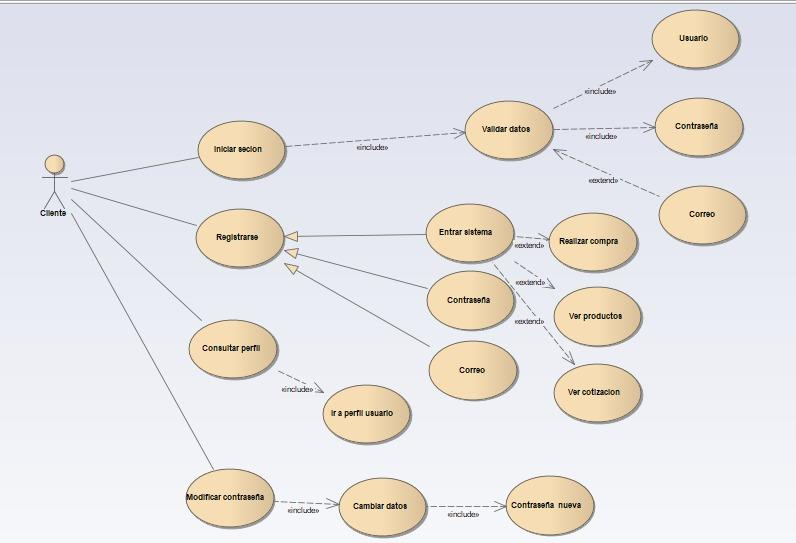 Usuario
«include»
Iniciar secion
«include»
Validar datos
«include»
Contraseña
«extend»
Correo
Cliente
Registrarse
Entrar sistema
«extend»
Realizar compra
Contraseña
«extend»
Ver productos
«extend»
Consultar perfil
Correo
Ver cotizacion
«include»
Ir a perfil usuario
Modificar contraseña
«include»
Cambiar datos
«include»
Contraseña nueva